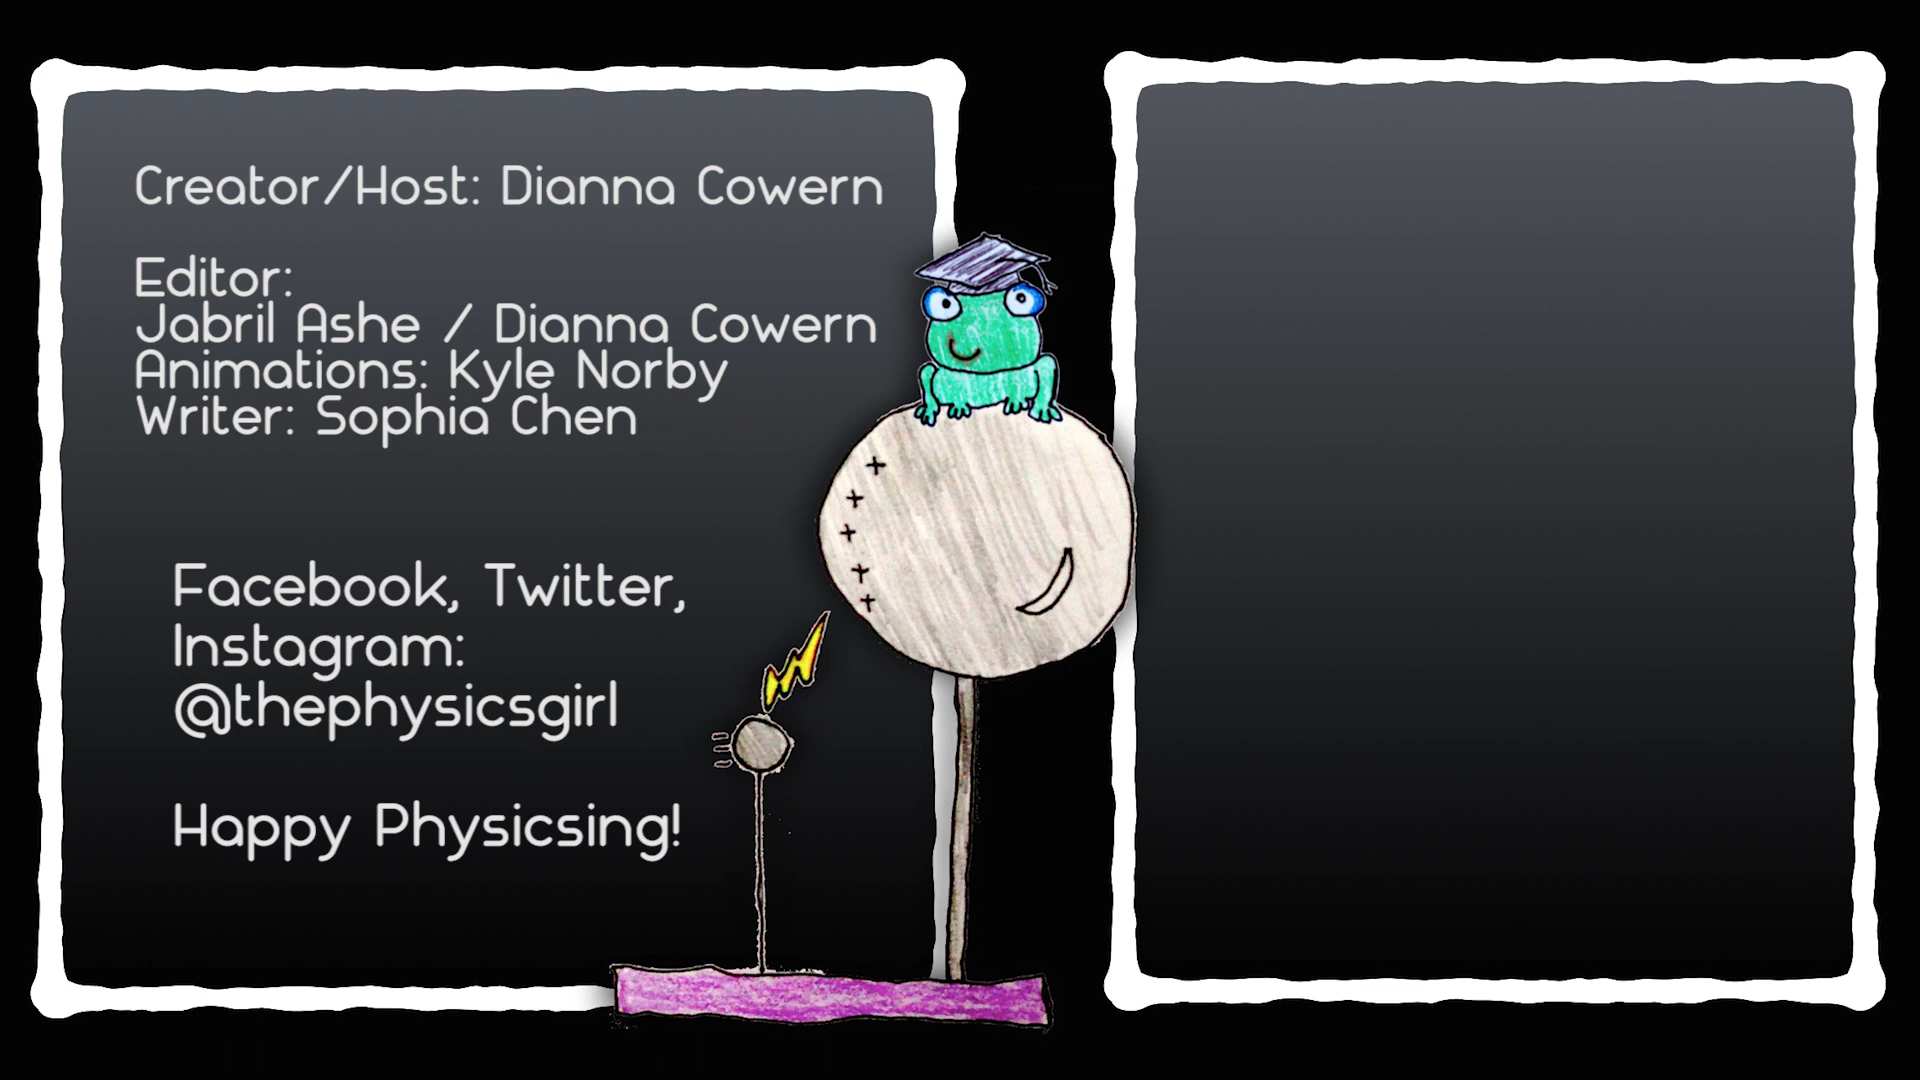 Creator/Host: Dianna Cowern
Editor:
Jabril Ashe / Dianna Cowern
Animations: Kyle Norby
Writer: Sophia Chen
Facebook, Twitter,
Instagram:
@thephysicsgirl
Happy Physicsing!